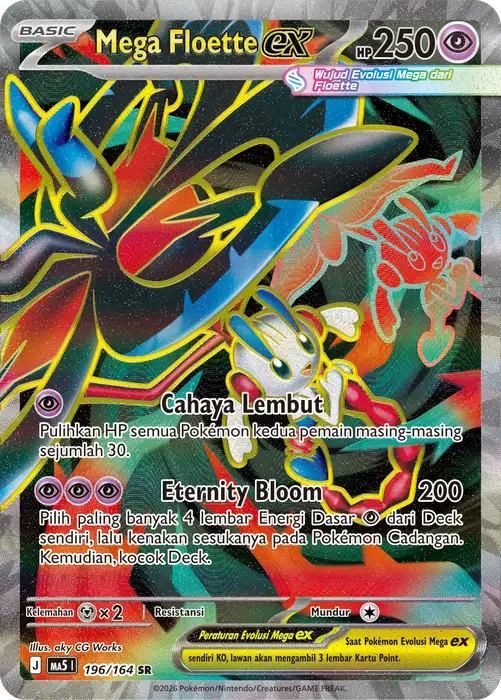 BASIC
Mega Floette ex
HP 250
Wujud Evolusi Mega dari
Floette
Cahaya Lembut
Pulihkan HP semua Pokémon kedua pemain masing-masing
sejumlah 30.
Eternity Bloom 200
Pilih paling banyak 4 lembar Energi Dasar dari Deck
sendiri, lalu kenakan sesukanya pada Pokémon Cadangan.
Kemudian, kocok Deck.
Kelemahan ×2 Resistansi Mundur
Peraturan Evolusi Mega ex
Saat Pokémon Evolusi Mega ex
sendiri KO, lawan akan mengambil 3 lembar Kartu Point.
Illus. aky CG Works
J MA5 I 196/164 SR
©2026 Pokémon/Nintendo/Creatures/GAME FREAK.